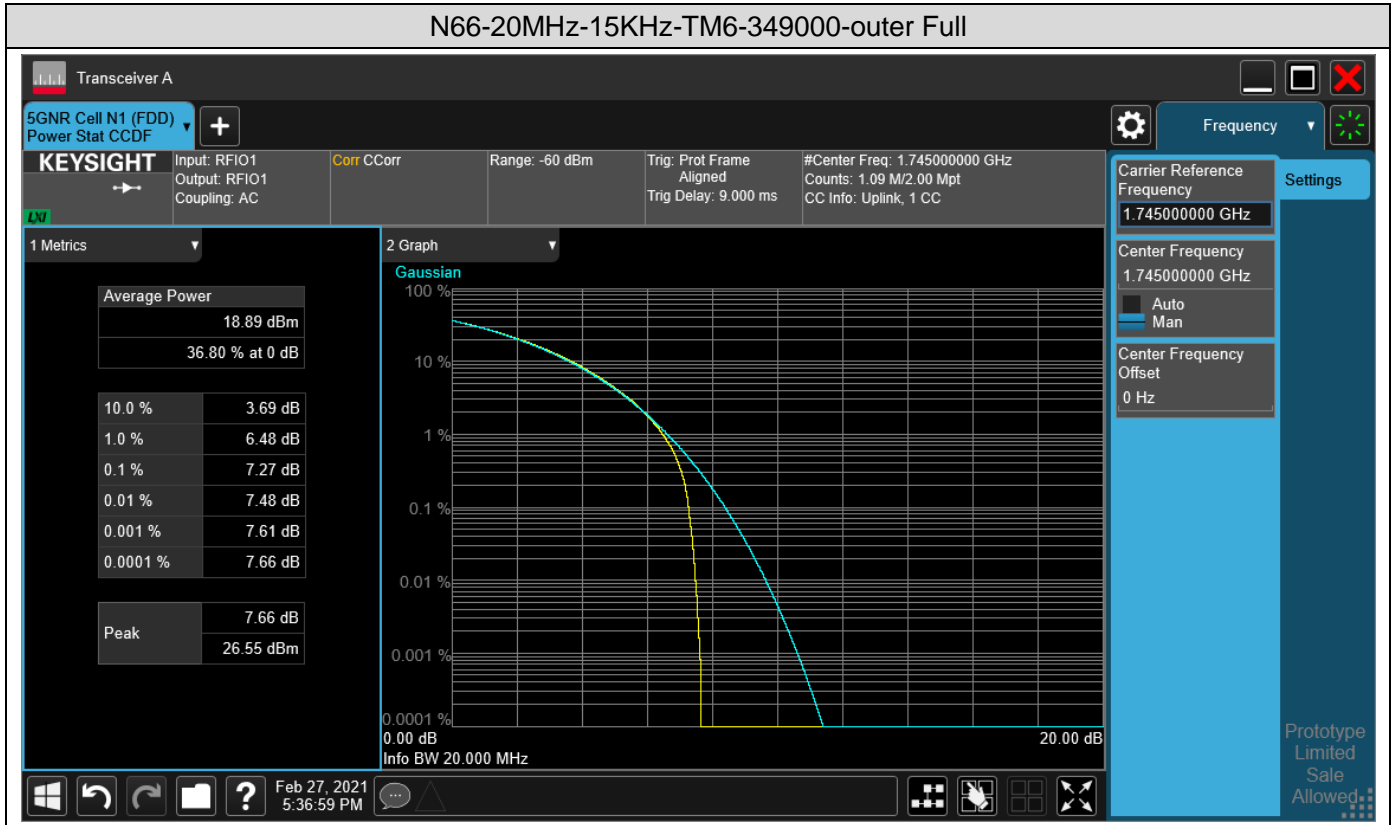 N66-20MHz-15KHz-TM6-349000-outer Full
Transceiver A
5GNR Cell N1 (FDD)
Power Stat CCDF
Frequency
KEYSIGHT
LXI
Input: RFIO1
Output: RFIO1
Coupling: AC
Corr CCorr
Range: -60 dBm
Trig: Prot Frame
Aligned
Trig Delay: 9.000 ms
#Center Freq: 1.745000000 GHz
Counts: 1.09 M/2.00 Mpt
CC Info: Uplink, 1 CC
Carrier Reference
Frequency
1.745000000 GHz
Settings
Center Frequency
1.745000000 GHz
Auto
Man
Center Frequency
Offset
0 Hz
1 Metrics
Average Power
18.89 dBm
36.80 % at 0 dB
10.0 % 3.69 dB
1.0 % 6.48 dB
0.1 % 7.27 dB
0.01 % 7.48 dB
0.001 % 7.61 dB
0.0001 % 7.66 dB
Peak
7.66 dB
26.55 dBm
2 Graph
Gaussian
100 %
10 %
1 %
0.1 %
0.01 %
0.001 %
0.0001 %
0.00 dB
20.00 dB
Info BW 20.000 MHz
Prototype
Limited
Sale
Allowed
?
Feb 27, 2021
5:36:59 PM